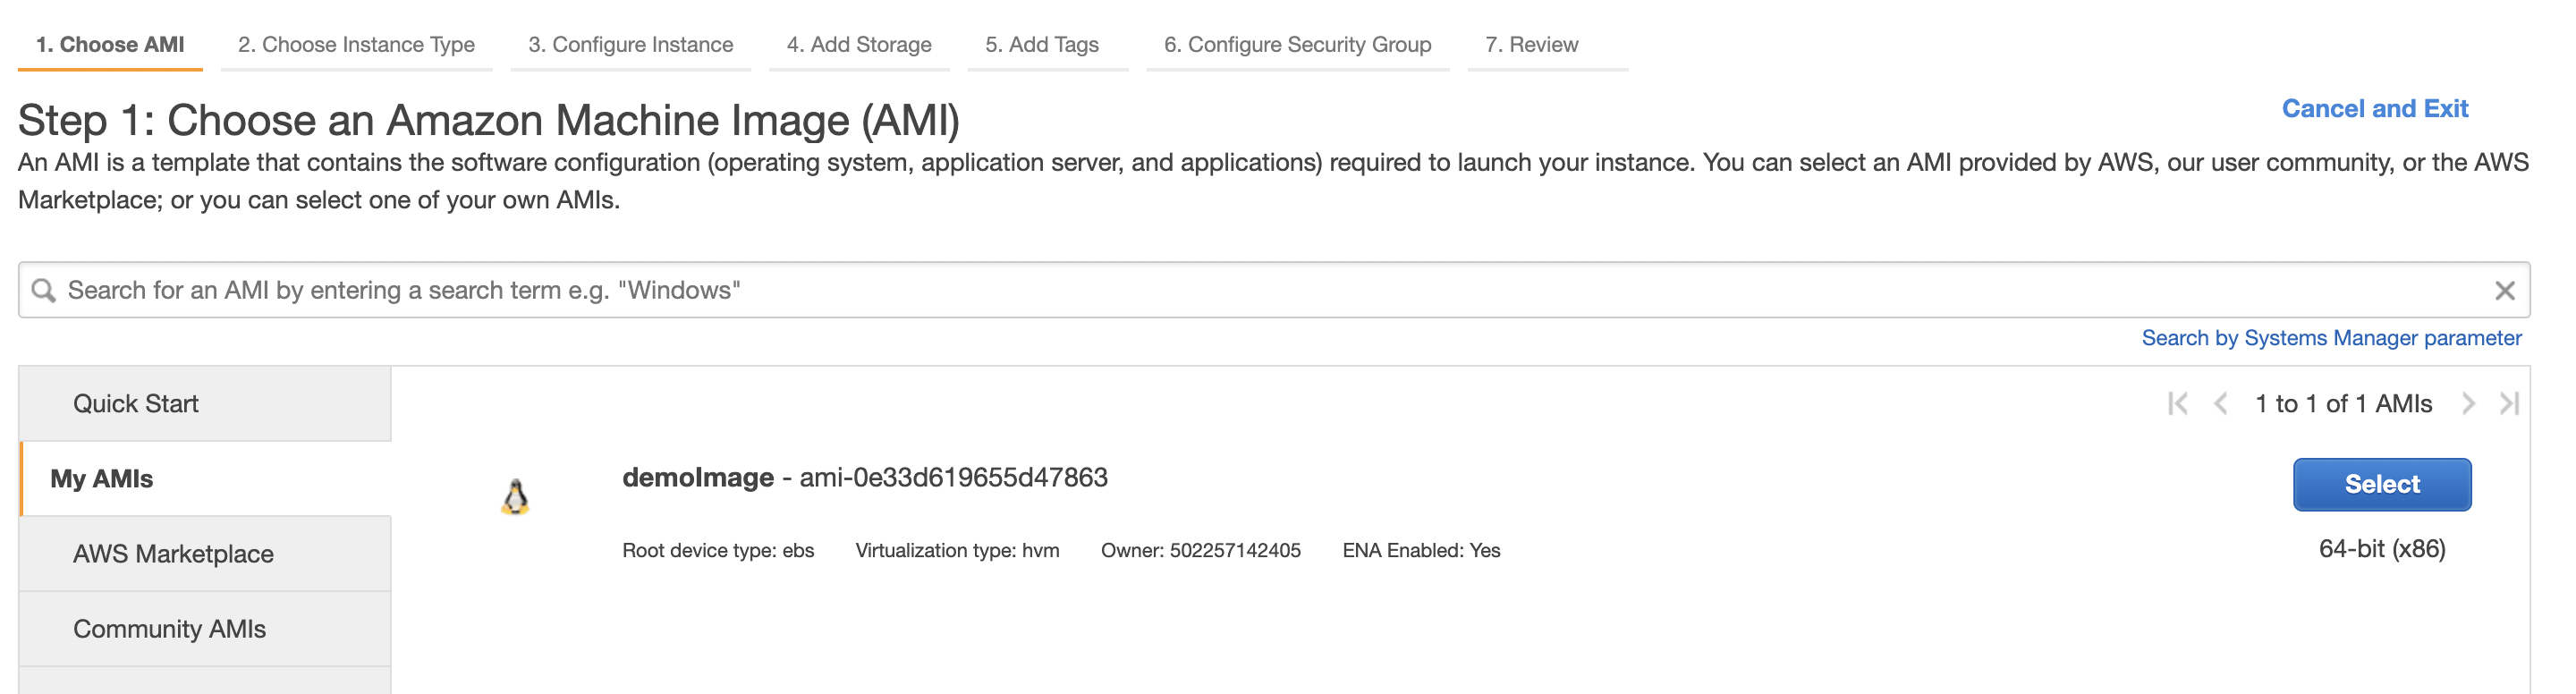 1. Choose AMI 2. Choose Instance Type 3. Configure Instance 4. Add Storage 5. Add Tags 6. Configure Security Group 7. Review
Step 1: Choose an Amazon Machine Image (AMI)
Cancel and Exit
An AMI is a template that contains the software configuration (operating system, application server, and applications) required to launch your instance. You can select an AMI provided by AWS, our user community, or the AWS
Marketplace; or you can select one of your own AMIs.
Search for an AMI by entering a search term e.g. "Windows"
Search by Systems Manager parameter
Quick Start
My AMIs
AWS Marketplace
Community AMIs
1 to 1 of 1 AMIs
demoImage - ami-0e33d619655d47863
Select
Root device type: ebs Virtualization type: hvm Owner: 502257142405 ENA Enabled: Yes
64-bit (x86)